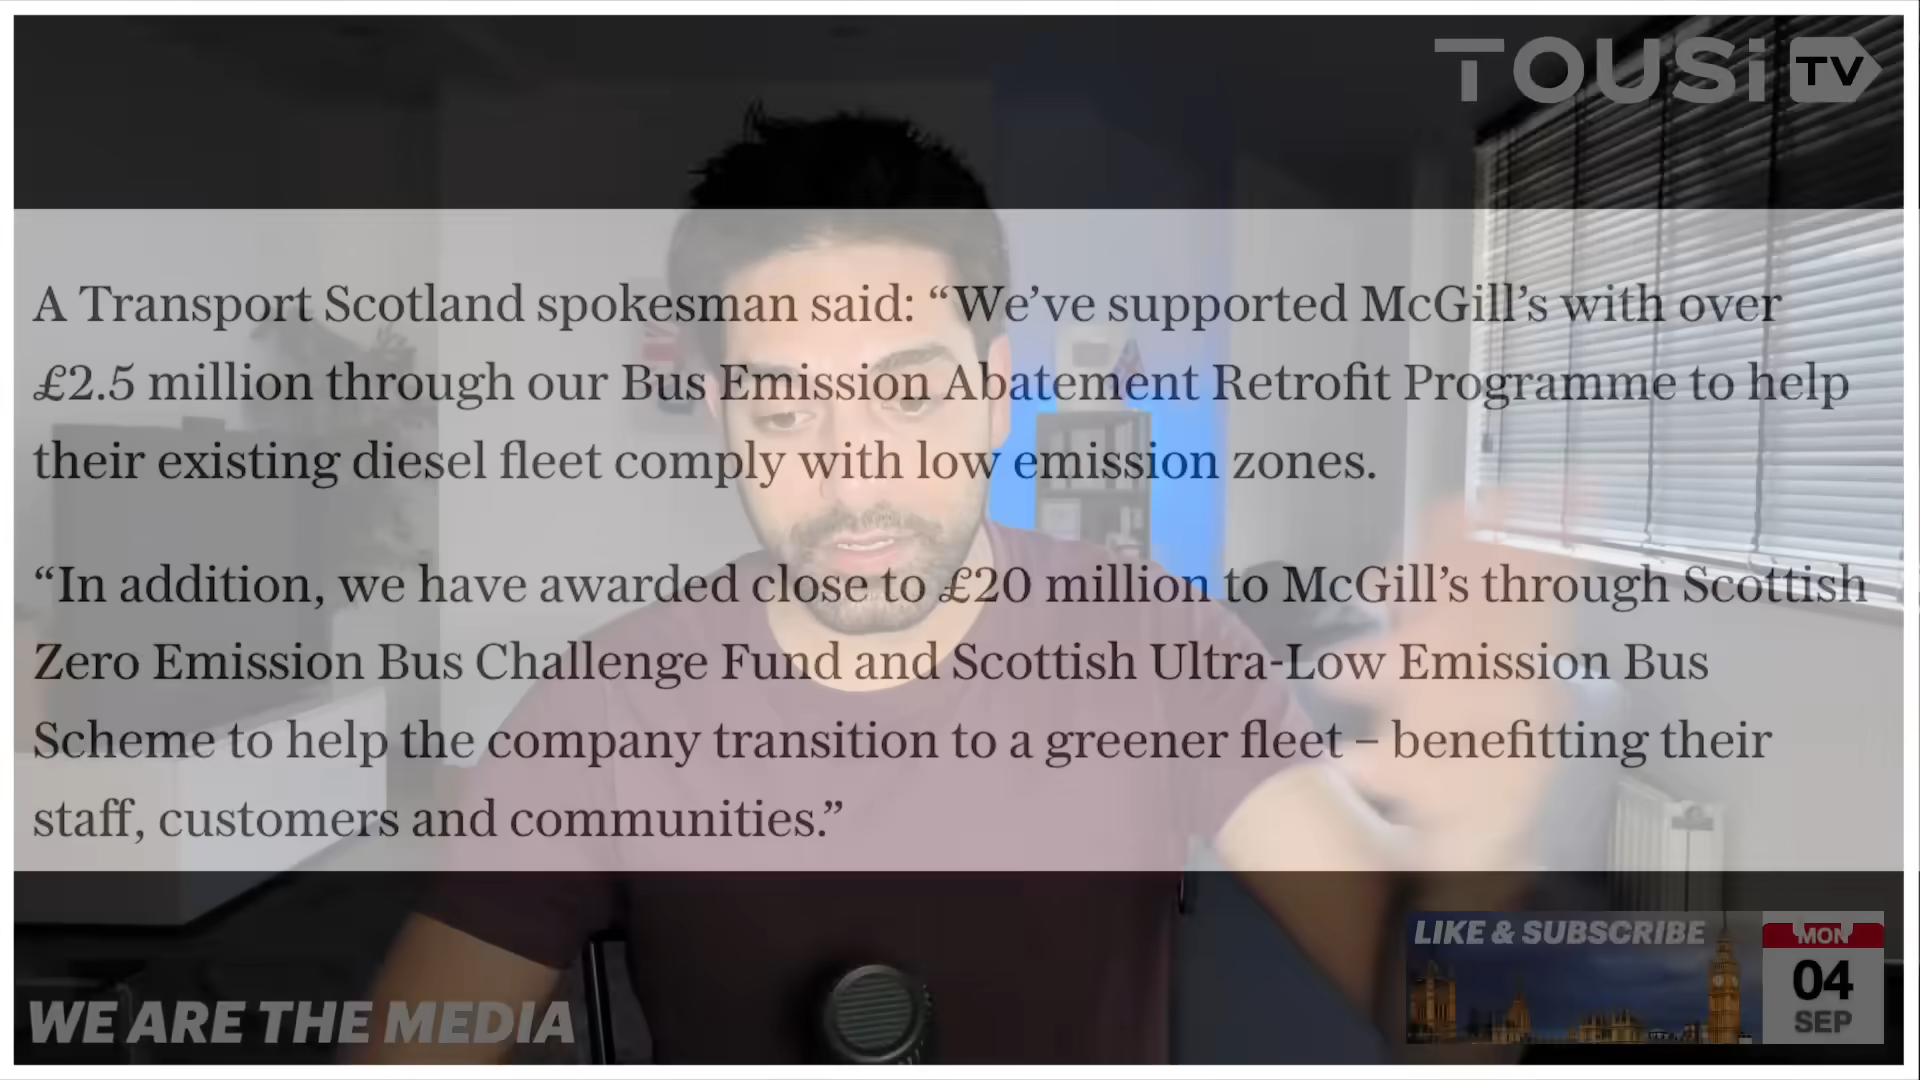 TOUSi TV
A Transport Scotland spokesman said: “We’ve supported McGill’s with over
£2.5 million through our Bus Emission Abatement Retrofit Programme to help
their existing diesel fleet comply with low emission zones.
“In addition, we have awarded close to £20 million to McGill’s through Scottish
Zero Emission Bus Challenge Fund and Scottish Ultra-Low Emission Bus
Scheme to help the company transition to a greener fleet – benefitting their
staff, customers and communities.”
LIKE & SUBSCRIBE
MON
04
SEP
WE ARE THE MEDIA